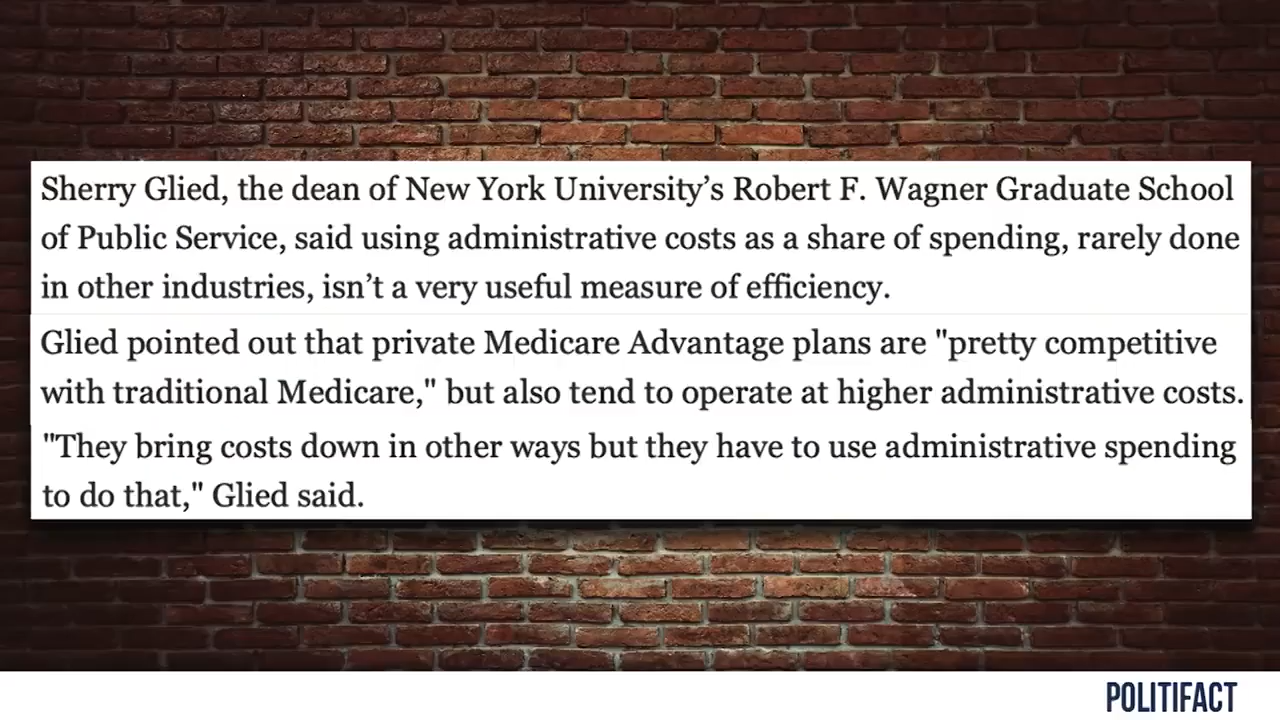 Sherry Glied, the dean of New York University’s Robert F. Wagner Graduate School
of Public Service, said using administrative costs as a share of spending, rarely done
in other industries, isn’t a very useful measure of efficiency.
Glied pointed out that private Medicare Advantage plans are "pretty competitive
with traditional Medicare," but also tend to operate at higher administrative costs.
"They bring costs down in other ways but they have to use administrative spending
to do that," Glied said.
POLITIFACT